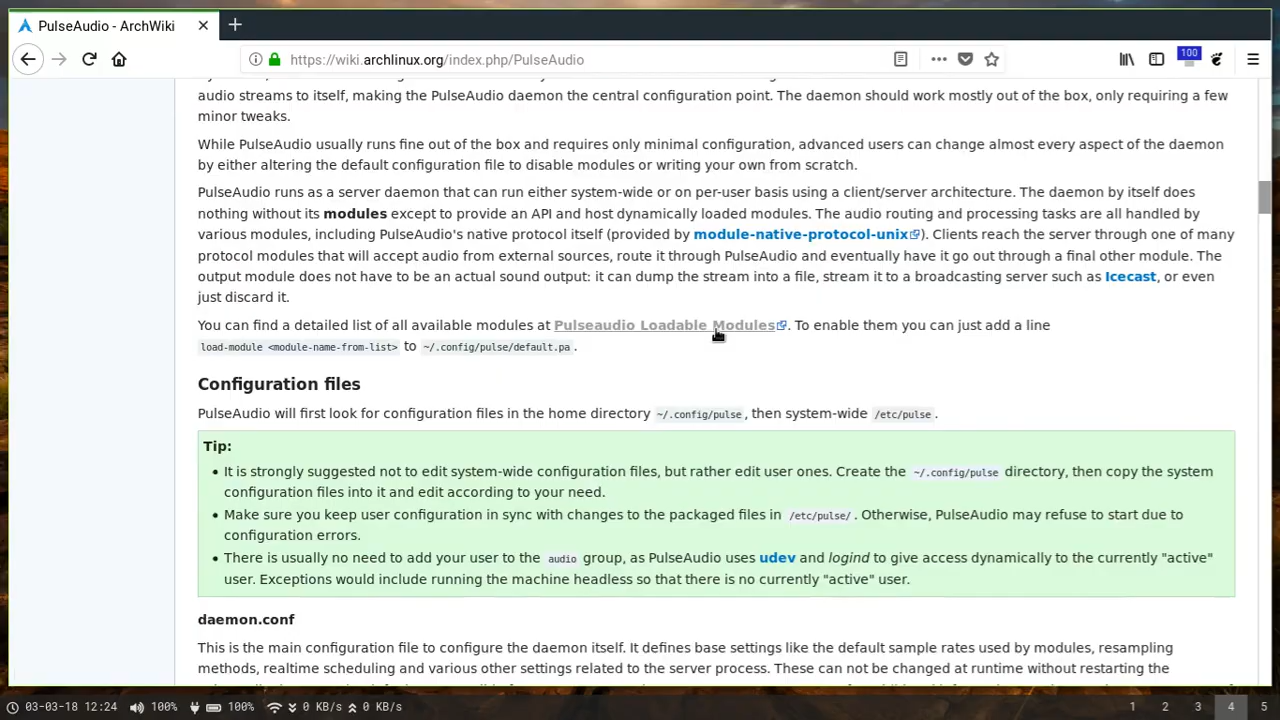 PulseAudio - ArchWiki
https://wiki.archlinux.org/index.php/PulseAudio
100
audio streams to itself, making the PulseAudio daemon the central configuration point. The daemon should work mostly out of the box, only requiring a few
minor tweaks.
While PulseAudio usually runs fine out of the box and requires only minimal configuration, advanced users can change almost every aspect of the daemon
by either altering the default configuration file to disable modules or writing your own from scratch.
PulseAudio runs as a server daemon that can run either system-wide or on per-user basis using a client/server architecture. The daemon by itself does
nothing without its modules except to provide an API and host dynamically loaded modules. The audio routing and processing tasks are all handled by
various modules, including PulseAudio's native protocol itself (provided by module-native-protocol-unix). Clients reach the server through one of many
protocol modules that will accept audio from external sources, route it through PulseAudio and eventually have it go out through a final other module. The
output module does not have to be an actual sound output: it can dump the stream into a file, stream it to a broadcasting server such as Icecast, or even
just discard it.
You can find a detailed list of all available modules at Pulseaudio Loadable Modules. To enable them you can just add a line
load-module <module-name-from-list> to ~/.config/pulse/default.pa.
Configuration files
PulseAudio will first look for configuration files in the home directory ~/.config/pulse, then system-wide /etc/pulse.
Tip:
• It is strongly suggested not to edit system-wide configuration files, but rather edit user ones. Create the ~/.config/pulse directory, then copy the system
configuration files into it and edit according to your need.
• Make sure you keep user configuration in sync with changes to the packaged files in /etc/pulse/. Otherwise, PulseAudio may refuse to start due to
configuration errors.
• There is usually no need to add your user to the audio group, as PulseAudio uses udev and logind to give access dynamically to the currently "active"
user. Exceptions would include running the machine headless so that there is no currently "active" user.
daemon.conf
This is the main configuration file to configure the daemon itself. It defines base settings like the default sample rates used by modules, resampling
methods, realtime scheduling and various other settings related to the server process. These can not be changed at runtime without restarting the
03-03-18 12:24 100% 100% 0 KB/s 0 KB/s 1 2 3 4 5